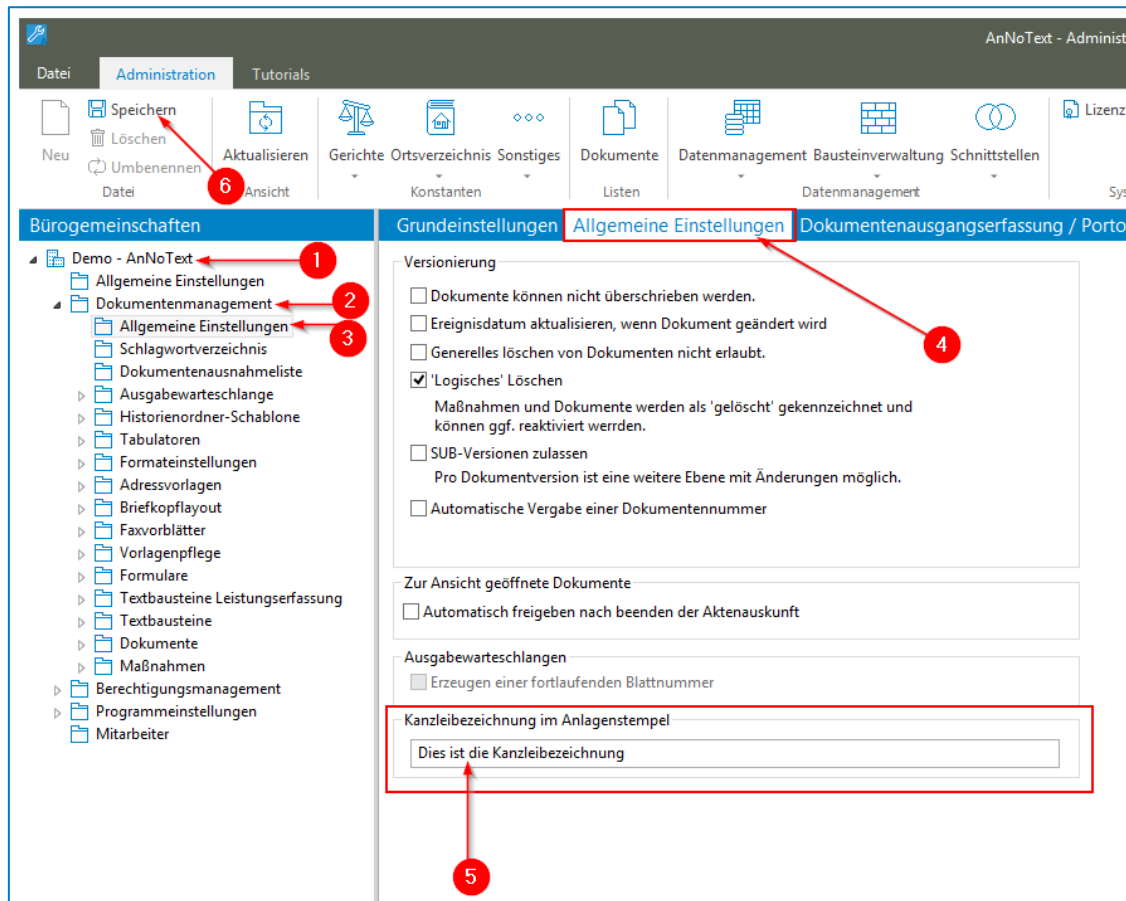 AnNoText - Administ
Datei Administration Tutorials
Neu
Speichern
Löschen
Umbenennen
Datei
Aktualisieren
Ansicht
Gerichte Ortsverzeichnis Sonstiges
Konstanten
Dokumente
Listen
Datenmanagement Bausteinverwaltung Schnittstellen
Datenmanagement
Lizenz
Sys
6
Bürogemeinschaften
Demo - AnNoText
1
Allgemeine Einstellungen
Dokumentenmanagement
2
Allgemeine Einstellungen
3
Schlagwortverzeichnis
Dokumentenausnahmeliste
Ausgabewarteschlange
Historienordner-Schablone
Tabulatoren
Formateinstellungen
Adressvorlagen
Briefkopflayout
Faxvorblätter
Vorlagenpflege
Formulare
Textbausteine Leistungserfassung
Textbausteine
Dokumente
Maßnahmen
Berechtigungsmanagement
Programmeinstellungen
Mitarbeiter
Grundeinstellungen Allgemeine Einstellungen Dokumentenausgangserfassung / Porto
Versionierung
Dokumente können nicht überschrieben werden.
Ereignisdatum aktualisieren, wenn Dokument geändert wird
4
Generelles löschen von Dokumenten nicht erlaubt.
'Logisches' Löschen
Maßnahmen und Dokumente werden als 'gelöscht' gekennzeichnet und
können ggf. reaktiviert werrden.
SUB-Versionen zulassen
Pro Dokumentversion ist eine weitere Ebene mit Änderungen möglich.
Automatische Vergabe einer Dokumentennummer
Zur Ansicht geöffnete Dokumente
Automatisch freigeben nach beenden der Aktenauskunft
Ausgabewarteschlangen
Erzeugen einer fortlaufenden Blattnummer
Kanzleibezeichnung im Anlagenstempel
Dies ist die Kanzleibezeichnung
5